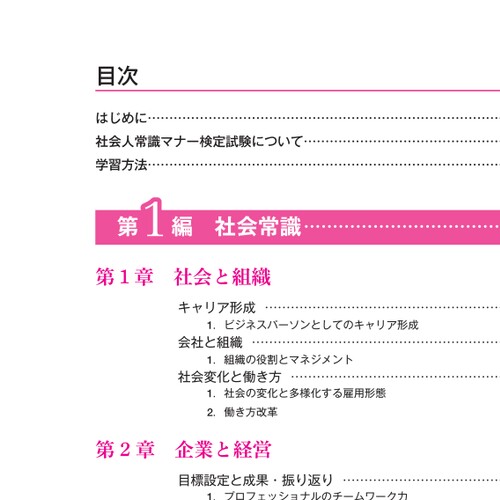 目次
はじめに
社会人常識マナー検定試験について
学習方法
第1編 社会常識
第1章 社会と組織
キャリア形成
1. ビジネスパーソンとしてのキャリア形成
会社と組織
1. 組織の役割とマネジメント
社会変化と働き方
1. 社会の変化と多様化する雇用形態
2. 働き方改革
第2章 企業と経営
目標設定と成果・振り返り
1. プロフェッショナルのチームワーク力